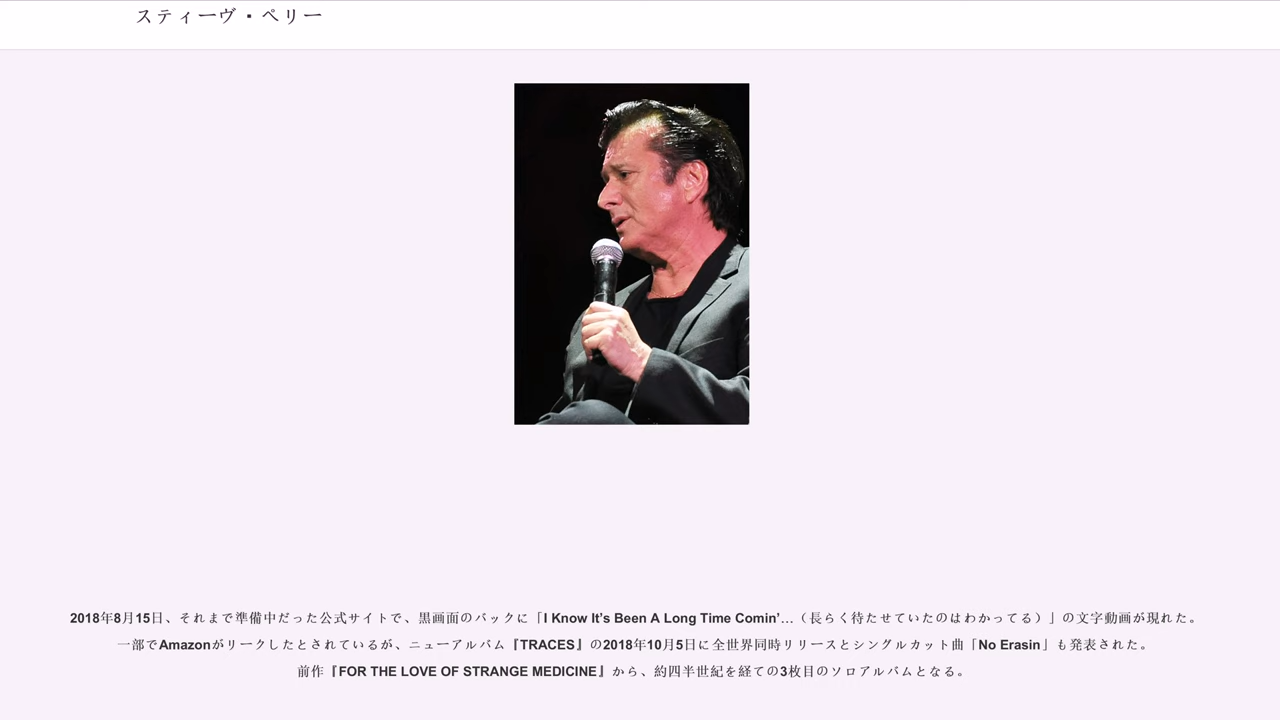 スティーヴ・ペリー
2018年8月15日、それまで準備中だった公式サイトで、黒画面のバックに「I Know It’s Been A Long Time Comin’…（長らく待たせていたのはわかってる）」の文字動画が現れた。
一部でAmazonがリークしたとされているが、ニューアルバム『TRACES』の2018年10月5日に全世界同時リリースとシングルカット曲「No Erasin」も発表された。
前作『FOR THE LOVE OF STRANGE MEDICINE』から、約四半世紀を経ての3枚目のソロアルバムとなる。